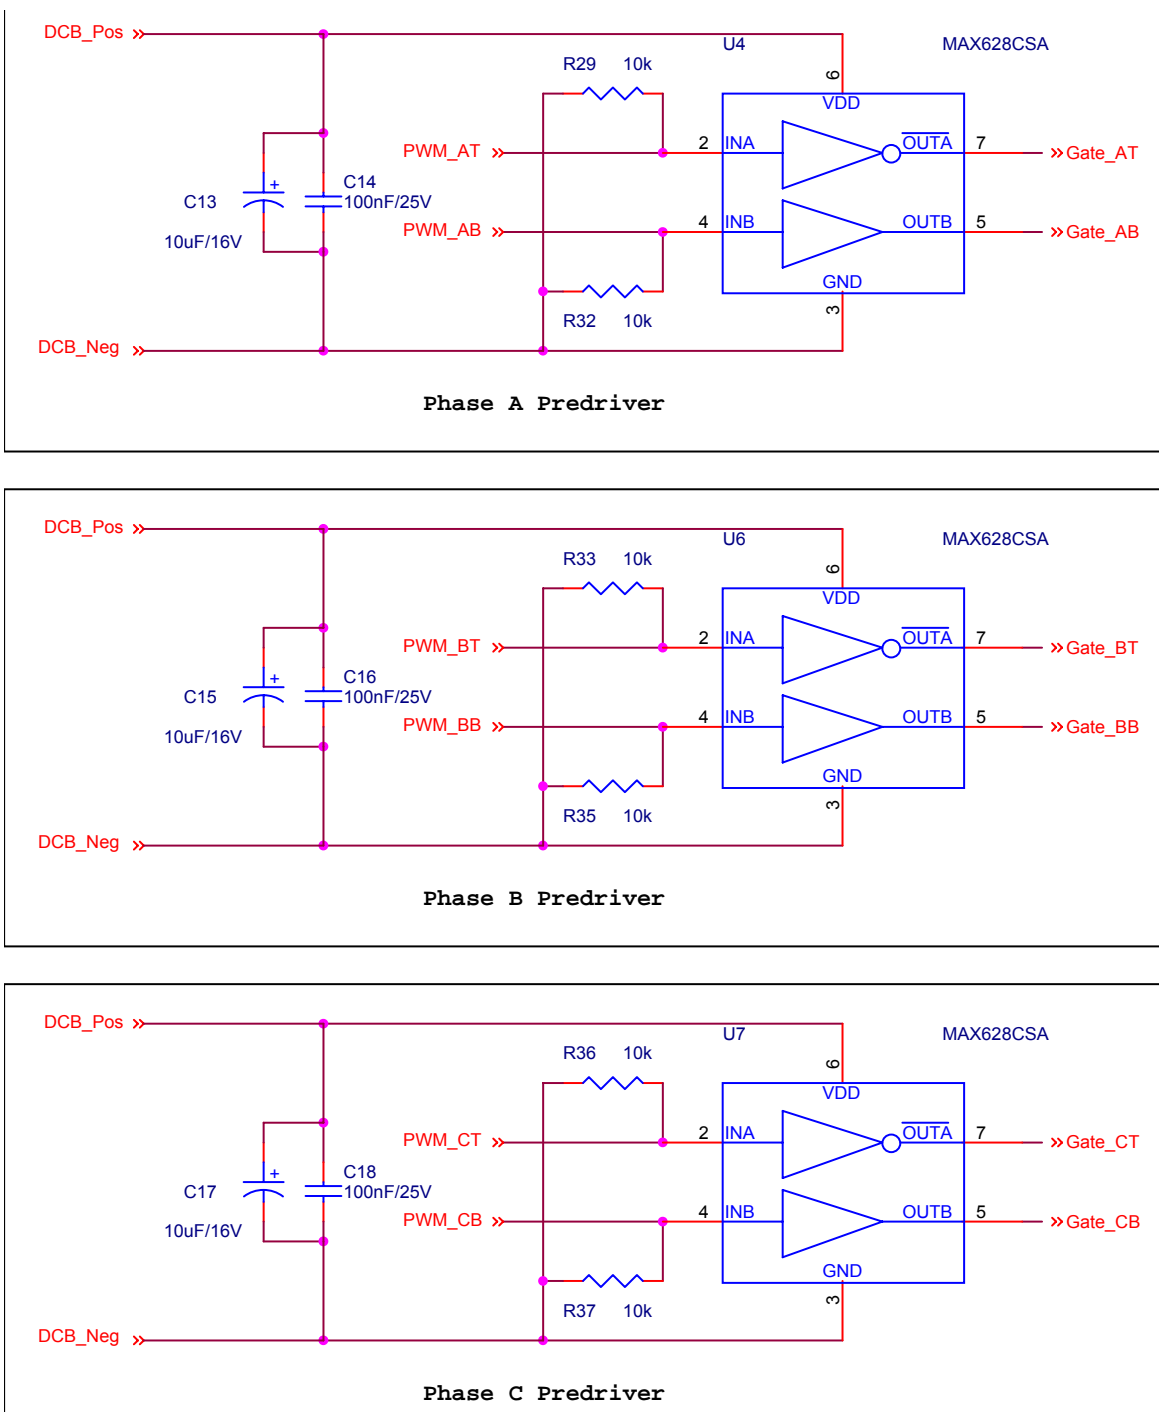 DCB_Pos
U4 MAX628CSA
R29 10k
6
VDD
PWM_AT 2 INA OUTA 7 Gate_AT
C14
100nF/25V
+
C13
PWM_AB 4 INB OUTB 5 Gate_AB
10uF/16V
GND
3
R32 10k
DCB_Neg
Phase A Predriver
DCB_Pos
U6 MAX628CSA
R33 10k
6
VDD
PWM_BT 2 INA OUTA 7 Gate_BT
C16
100nF/25V
+
C15
PWM_BB 4 INB OUTB 5 Gate_BB
10uF/16V
GND
3
R35 10k
DCB_Neg
Phase B Predriver
DCB_Pos
U7 MAX628CSA
R36 10k
6
VDD
PWM_CT 2 INA OUTA 7 Gate_CT
C18
100nF/25V
+
C17
PWM_CB 4 INB OUTB 5 Gate_CB
10uF/16V
GND
3
R37 10k
DCB_Neg
Phase C Predriver